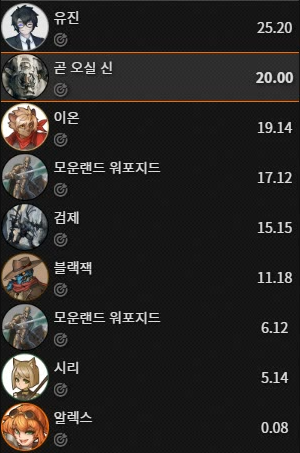 유진
25.20
곧 오실 신
20.00
이온
19.14
모운랜드 워포지드
17.12
검제
15.15
블랙잭
11.18
모운랜드 워포지드
6.12
시리
5.14
알렉스
0.08